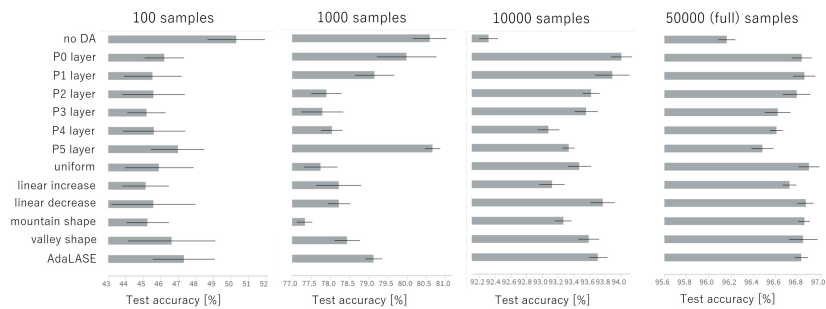 100 samples
1000 samples
10000 samples
50000 (full) samples
no DA
P0 layer
P1 layer
P2 layer
P3 layer
P4 layer
P5 layer
uniform
linear increase
linear decrease
mountain shape
valley shape
AdaLASE
43 44 45 46 47 48 49 50 51 52
77.0 77.5 78.0 78.5 79.0 79.5 80.0 80.5 81.0
92.2 92.4 92.6 92.8 93.0 93.2 93.4 93.6 93.8 94.0
95.6 95.8 96.0 96.2 96.4 96.6 96.8 97.0
Test accuracy [%]
Test accuracy [%]
Test accuracy [%]
Test accuracy [%]